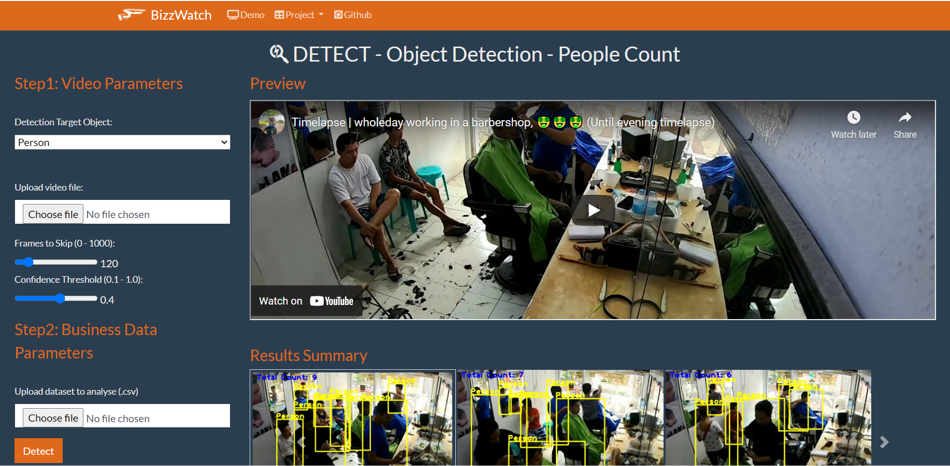 BizzWatch Demo Project Github
DETECT - Object Detection - People Count
Step1: Video Parameters
Detection Target Object:
Person
Upload video file:
Choose file No file chosen
Frames to Skip (0 - 1000):
120
Confidence Threshold (0.1 - 1.0):
0.4
Step2: Business Data
Parameters
Upload dataset to analyse (.csv)
Choose file No file chosen
Detect
Preview
Timelapse | wholeday working in a barbershop, 🤑🤑🤑 (Until evening timelapse)
Watch later
Share
Watch on YouTube
Results Summary
Total Count: 9
Person
Person
Person
Person
Total Count: 7
Person
Person
Person
Total Count: 6
Person
Person
Person